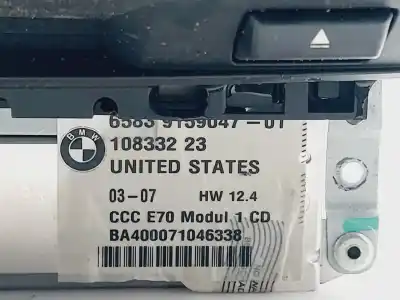 6583 9159047-01
108332 23
BMW
UNITED STATES
03-07 HW 12.4
CCC E70 Modul 1 CD
BA400071046338